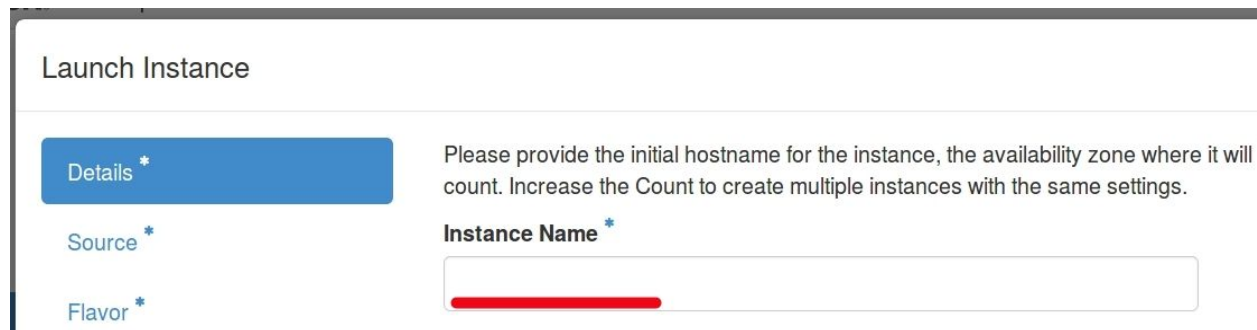 Launch Instance
Details *
Please provide the initial hostname for the instance, the availability zone where it will
count. Increase the Count to create multiple instances with the same settings.
Source *
Instance Name *
Flavor *